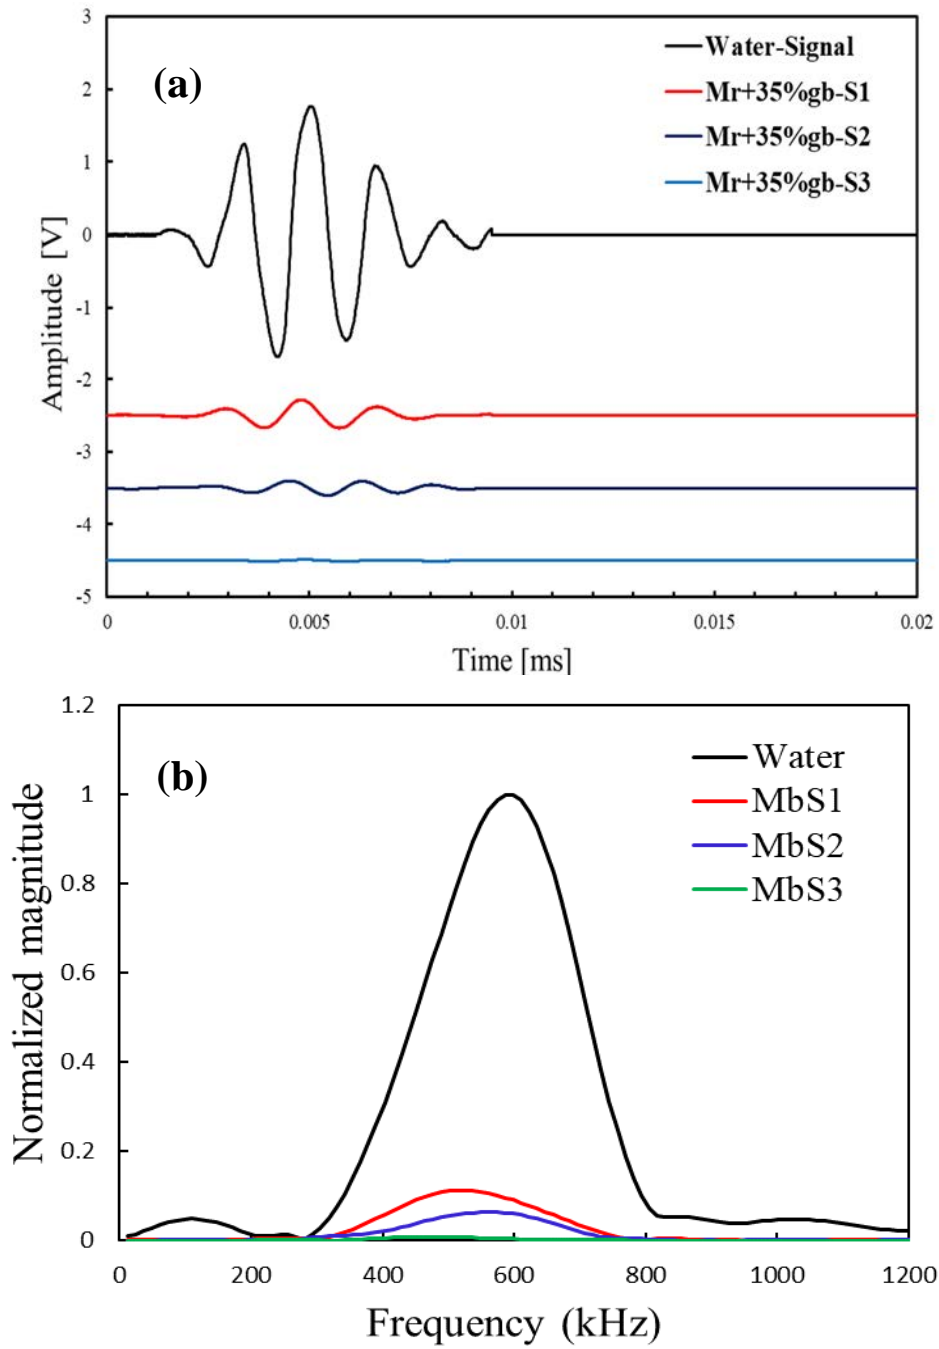 3
Water-Signal
(a)
Mr+35%gb-S1
2
Mr+35%gb-S2
1
Mr+35%gb-S3
0
Amplitude [V]
-1
-2
-3
-4
-5
0 0.005 0.01 0.015 0.02
Time [ms]
1.2
(b)
Water
1
MbS1
MbS2
0.8
MbS3
Normalized magnitude
0.6
0.4
0.2
0
0 200 400 600 800 1000 1200
Frequency (kHz)